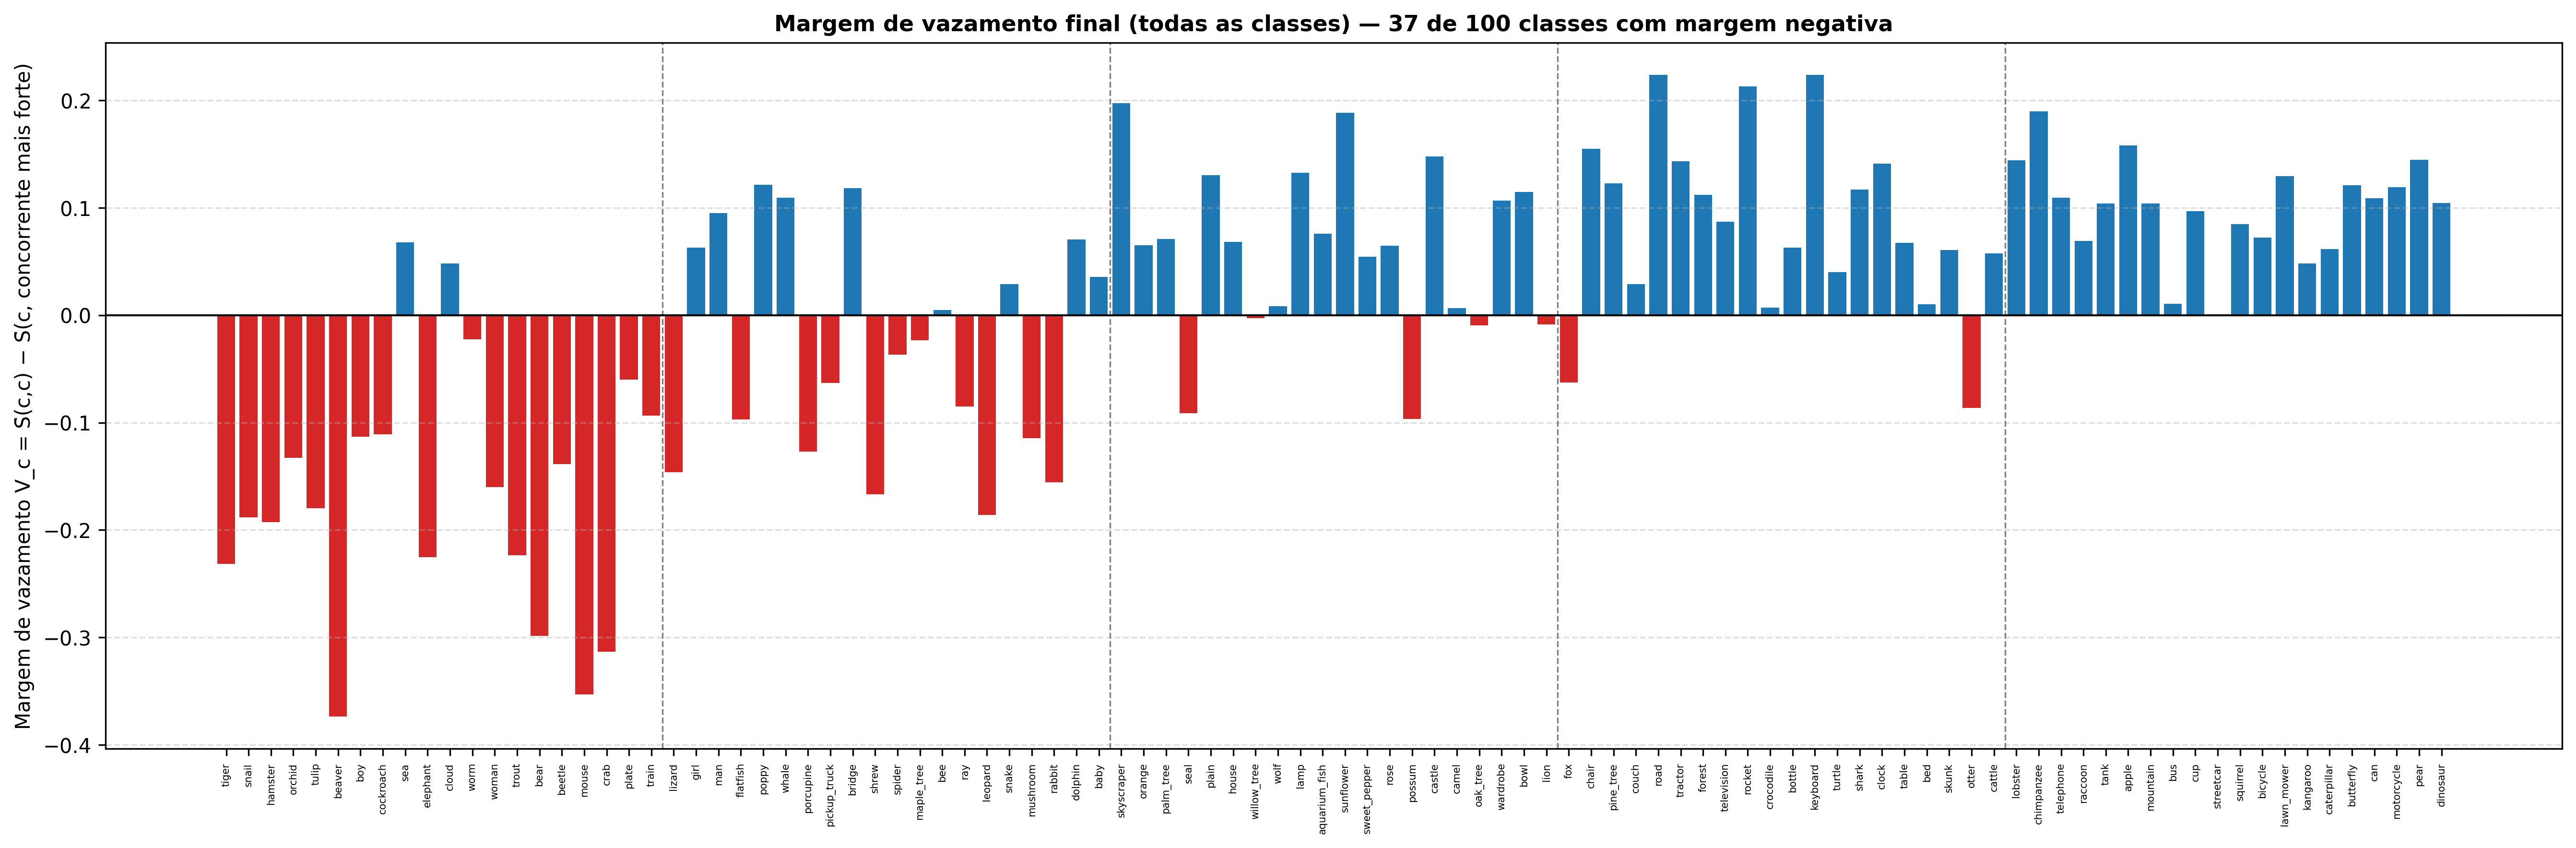 Margem de vazamento final (todas as classes) — 37 de 100 classes com margem negativa
Margem de vazamento V_c = S(c,c) − S(c, concorrente mais forte)
0.2
0.1
0.0
−0.1
−0.2
−0.3
−0.4
tiger
snail
hamster
orchid
tulip
beaver
boy
cockroach
sea
elephant
cloud
worm
woman
trout
bear
beetle
mouse
crab
plate
train
lizard
girl
man
flatfish
poppy
whale
porcupine
pickup_truck
bridge
shrew
spider
maple_tree
bee
ray
leopard
snake
mushroom
rabbit
dolphin
baby
skyscraper
orange
palm_tree
seal
plain
house
willow_tree
wolf
lamp
aquarium_fish
sunflower
sweet_pepper
rose
possum
castle
camel
oak_tree
wardrobe
bowl
lion
fox
chair
pine_tree
couch
road
tractor
forest
television
rocket
crocodile
bottle
keyboard
turtle
shark
clock
table
bed
skunk
otter
cattle
lobster
chimpanzee
telephone
raccoon
tank
apple
mountain
bus
cup
streetcar
squirrel
bicycle
lawn_mower
kangaroo
caterpillar
butterfly
can
motorcycle
pear
dinosaur